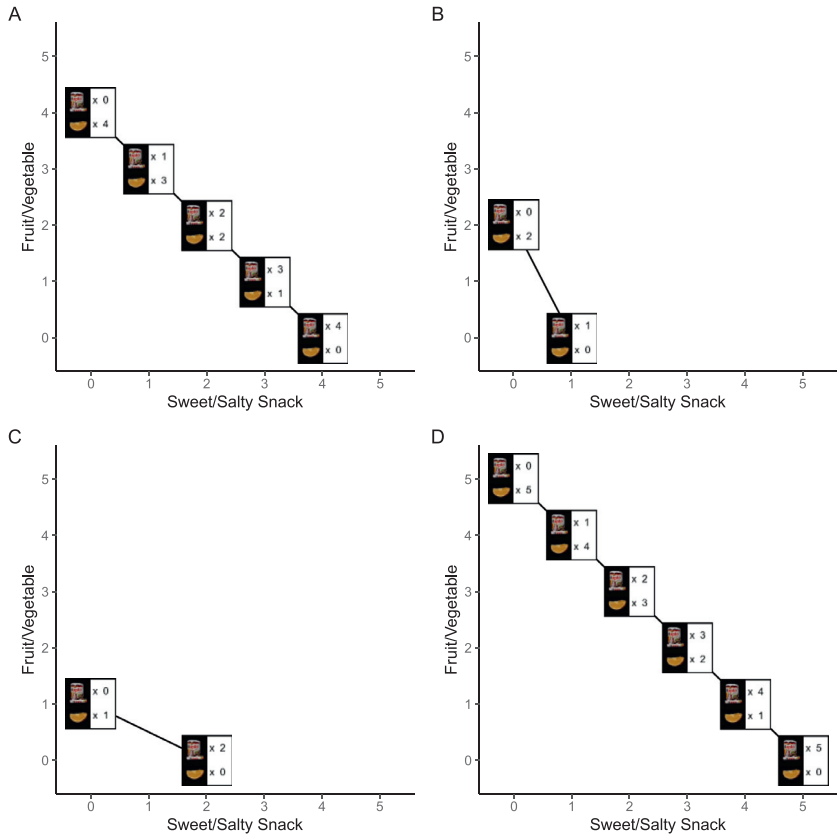 A
Fruit/Vegetable
5
4
3
2
1
0
x 0
x 4
x 1
x 3
x 2
x 2
x 3
x 1
x 4
x 0
0 1 2 3 4 5
Sweet/Salty Snack
B
Fruit/Vegetable
5
4
3
2
1
0
x 0
x 2
x 1
x 0
0 1 2 3 4 5
Sweet/Salty Snack
C
Fruit/Vegetable
5
4
3
2
1
0
x 0
x 1
x 2
x 0
0 1 2 3 4 5
Sweet/Salty Snack
D
Fruit/Vegetable
5
4
3
2
1
0
x 0
x 5
x 1
x 4
x 2
x 3
x 3
x 2
x 4
x 1
x 5
x 0
0 1 2 3 4 5
Sweet/Salty Snack